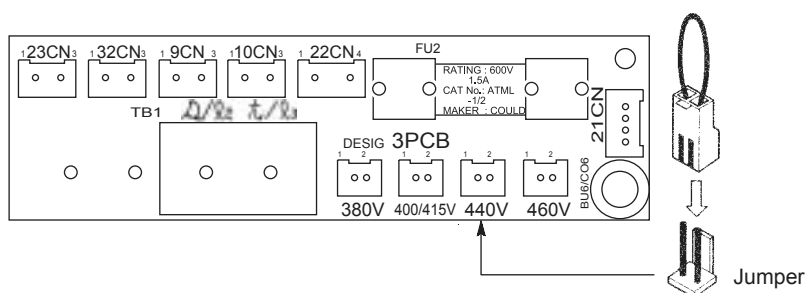 1 23CN 3 1 32CN 3 1 9CN 3 1 10CN 3 1 22CN 4
FU2
RATING : 600V
1.5A
CAT No.: ATML
-1/2
MAKER : COULD
21CN
TB1
DESIG 3PCB
1 2 1 2 1 2 1 2
380V 400/415V 440V 460V
BU6/CO6
Jumper